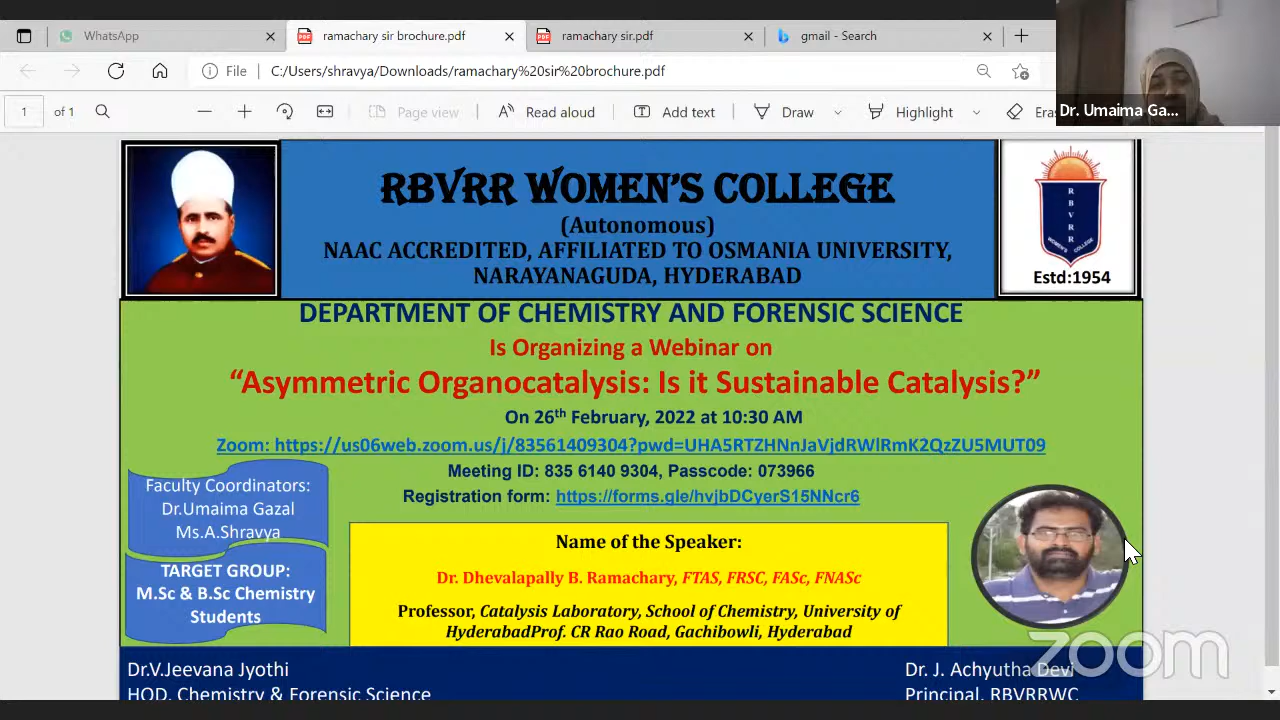 WhatsApp
ramachary sir brochure.pdf
ramachary sir.pdf
gmail - Search
File
C:/Users/shravya/Downloads/ramachary%20sir%20brochure.pdf
Dr. Umaima Ga...
1 of 1
Page view
Read aloud
Add text
Draw
Highlight
RBVRR WOMEN'S COLLEGE
(Autonomous)
NAAC ACCREDITED, AFFILIATED TO OSMANIA UNIVERSITY,
NARAYANAGUDA, HYDERABAD
RBVRR
WOMEN'S COLLEGE
Estd:1954
DEPARTMENT OF CHEMISTRY AND FORENSIC SCIENCE
Is Organizing a Webinar on
“Asymmetric Organocatalysis: Is it Sustainable Catalysis?”
On 26th February, 2022 at 10:30 AM
Zoom: https://us06web.zoom.us/j/83561409304?pwd=UHA5RTZHNnJaVjdRWlRmK2QzZU5MUT09
Meeting ID: 835 6140 9304, Passcode: 073966
Registration form: https://forms.gle/hvjbDCyerS15NNcr6
Faculty Coordinators:
Dr.Umaima Gazal
Ms.A.Shravya
TARGET GROUP:
M.Sc & B.Sc Chemistry
Students
Name of the Speaker:
Dr. Dhevalapally B. Ramachary, FTAS, FRSC, FASc, FNASc
Professor, Catalysis Laboratory, School of Chemistry, University of
HyderabadProf. CR Rao Road, Gachibowli, Hyderabad
zoom
Dr.V.Jeevana Jyothi
HOD, Chemistry & Forensic Science
Dr. J. Achyutha Devi
Principal, RBVRRWC